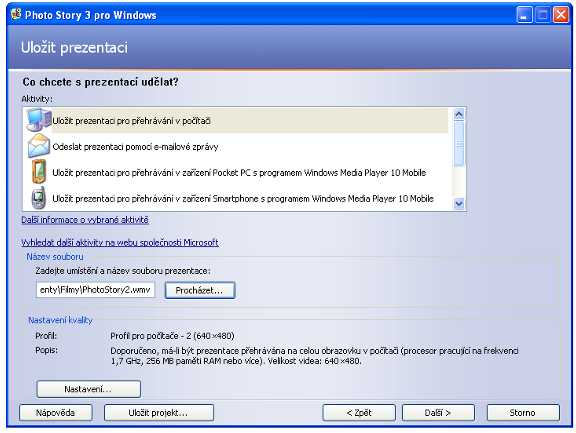 Photo Story 3 pro Windows
Uložit prezentaci
Co chcete s prezentací udělat?
Aktivity:
Uložit prezentaci pro přehrávání v počítači
Odeslat prezentaci pomocí e-mailové zprávy
Uložit prezentaci pro přehrávání v zařízení Pocket PC s programem Windows Media Player 10 Mobile
Uložit prezentaci pro přehrávání v zařízení Smartphone s programem Windows Media Player 10 Mobile
Další informace o vybrané aktivitě
Vyhledat další aktivity na webu společnosti Microsoft
Název souboru
Zadejte umístění a název souboru prezentace:
enty\Filmy\PhotoStory2.wmv
Procházet...
Nastavení kvality
Profil: Profil pro počítače - 2 (640×480)
Popis: Doporučeno, má-li být prezentace přehrávána na celou obrazovku v počítači (procesor pracující na frekvenci
1,7 GHz, 256 MB paměti RAM nebo více). Velikost videa: 640×480.
Nastavení...
Nápověda Uložit projekt... < Zpět Další > Storno